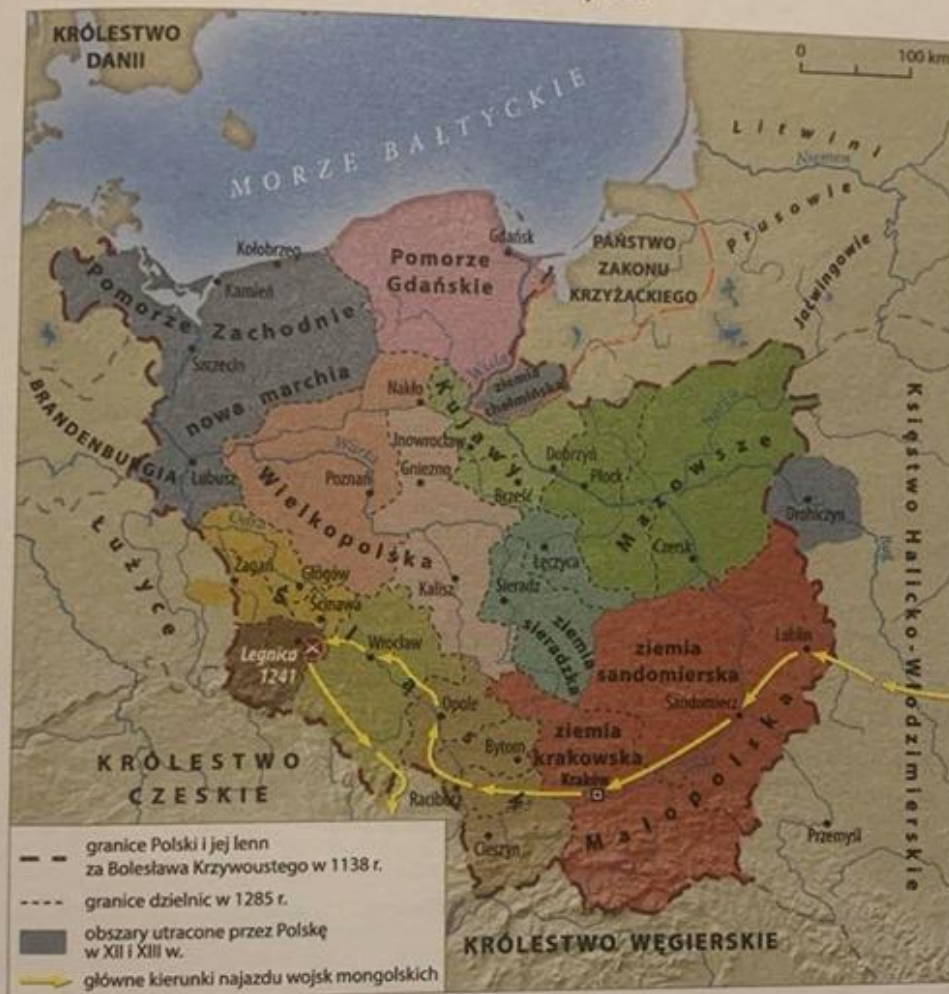 KRÓLESTWO
DANII
0 100 km
MORZE BAŁTYCKIE
Litwini
Niemen
Prusowie
Jaćwingowie
Kołobrzeg
Kamień
Gdańsk
Pomorze
Gdańskie
PAŃSTWO
ZAKONU
KRZYŻACKIEGO
Pomorze Zachodnie
Szczecin
nowa marchia
Wisła
ziemia
chełmińska
Narew
BRANDENBURGIA
Nakło
Kujawy
Inowrocław
Gniezno
Warta
Poznań
Lubusz
Dobrzyń
Płock
Brześć
Mazowsze
Drohiczyn
Bug
Księstwo Halicko-Włodzimierskie
Wielkopolska
Czersk
Łęczyca
Sieradz
ziemia
sieradzka
Kalisz
Łużyce
Odra
Żagań
Głogów
Ścinawa
Śląsk
Wrocław
Legnica
1241
Lublin
ziemia
sandomierska
Sandomierz
Opole
Bytom
ziemia
krakowska
Kraków
Małopolska
Racibórz
Cieszyn
Przemyśl
KRÓLESTWO
CZESKIE
KRÓLESTWO WĘGIERSKIE
granice Polski i jej lenn
za Bolesława Krzywoustego w 1138 r.
granice dzielnic w 1285 r.
obszary utracone przez Polskę
w XII i XIII w.
główne kierunki najazdu wojsk mongolskich